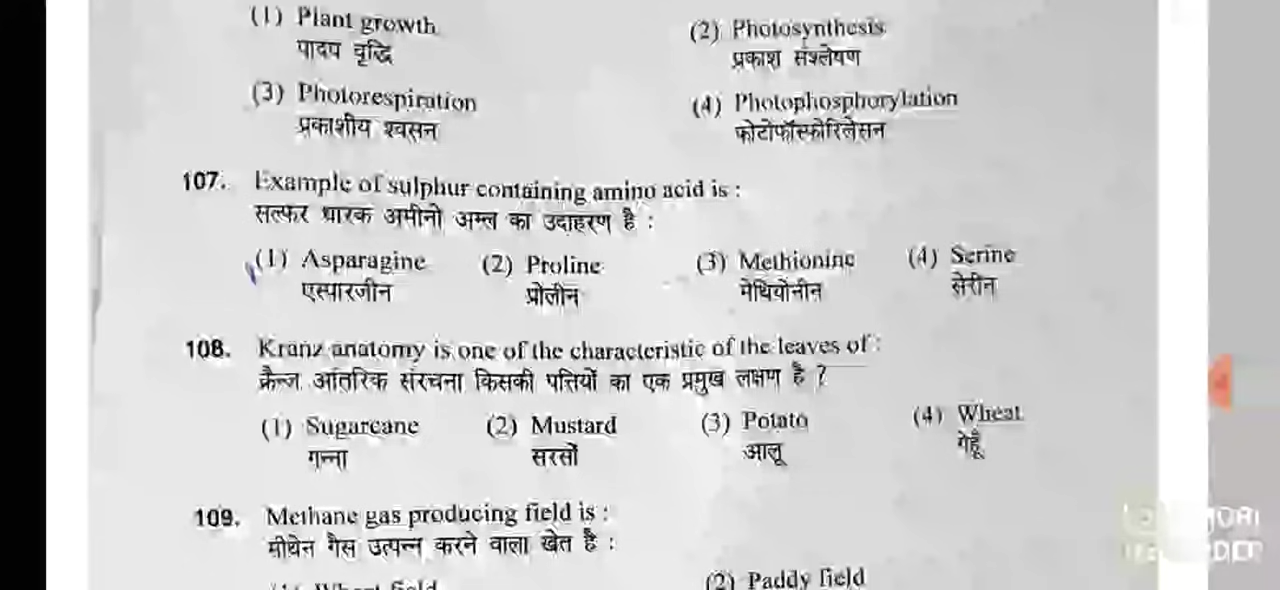 (1) Plant growth
पादप वृद्धि
(2) Photosynthesis
प्रकाश संश्लेषण
(3) Photorespiration
प्रकाशीय श्वसन
(4) Photophosphorylation
फोटोफॉस्फोरिलेसन
107. Example of sulphur containing amino acid is :
सल्फर धारक अमीनो अम्ल का उदाहरण है :
(1) Asparagine (2) Proline (3) Methionine (4) Serine
एस्पारजीन प्रोलीन मेथियोनीन सेरीन
108. Kranz anatomy is one of the characteristic of the leaves of :
क्रैन्ज आंतरिक संरचना किसकी पत्तियों का एक प्रमुख लक्षण है ?
(1) Sugarcane (2) Mustard (3) Potato (4) Wheat
गन्ना सरसों आलू गेहूँ
109. Methane gas producing field is :
मीथेन गैस उत्पन्न करने वाला खेत है :
(2) Paddy field